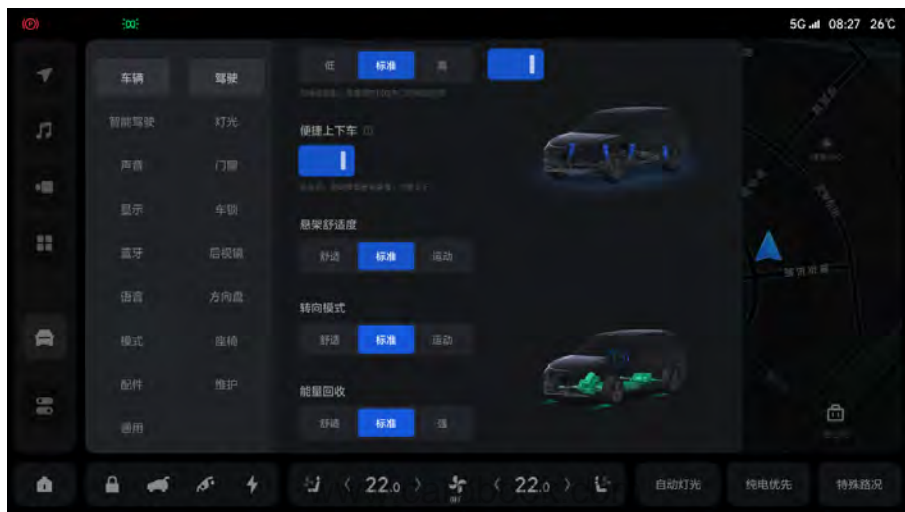 5G 08:27 26℃
车辆 驾驶
智能驾驶 灯光
声音 门窗
显示 车锁
蓝牙 后视镜
语言 方向盘
模式 座椅
配件 维护
通用
低 标准 高
便捷上下车
悬架舒适度
舒适 标准 运动
转向模式
舒适 标准 运动
能量回收
舒适 标准 强
22.0
OFF
22.0
自动灯光 纯电优先 特殊路况